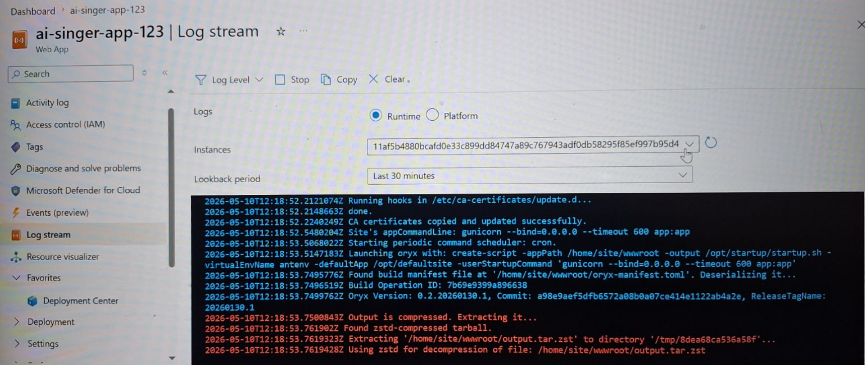 Dashboard > ai-singer-app-123
ai-singer-app-123 | Log stream ☆ ...
Web App
Search
Log Level
Stop
Copy
Clear
Activity log
Access control (IAM)
Tags
Diagnose and solve problems
Microsoft Defender for Cloud
Events (preview)
Log stream
Resource visualizer
Favorites
Deployment Center
Deployment
Settings
Logs
Runtime
Platform
Instances
11af5b4880bcafd0e33c899dd84747a89c767943adf0db58295f85ef997b95d4
Lookback period
Last 30 minutes
2026-05-10T12:18:52.2121074Z Running hooks in /etc/ca-certificates/update.d...
2026-05-10T12:18:52.2148663Z done.
2026-05-10T12:18:52.2240249Z CA certificates copied and updated successfully.
2026-05-10T12:18:52.5480204Z Site's appCommandLine: gunicorn --bind=0.0.0.0 --timeout 600 app:app
2026-05-10T12:18:53.5068022Z Starting periodic command scheduler: cron.
2026-05-10T12:18:53.5147183Z Launching oryx with: create-script -appPath /home/site/wwwroot -output /opt/startup/startup.sh -
virtualEnvName antenv -defaultApp /opt/defaultsite -userStartupCommand 'gunicorn --bind=0.0.0.0 --timeout 600 app:app'
2026-05-10T12:18:53.7495776Z Found build manifest file at '/home/site/wwwroot/oryx-manifest.toml'. Deserializing it...
2026-05-10T12:18:53.7496519Z Build Operation ID: 7b69e9399a896638
2026-05-10T12:18:53.7499762Z Oryx Version: 0.2.20260130.1, Commit: a98e9aef5dfb6572a08b0a07ce414e1122ab4a2e, ReleaseTagName:
20260130.1
2026-05-10T12:18:53.7500843Z Output is compressed. Extracting it...
2026-05-10T12:18:53.761902Z Found zstd-compressed tarball.
2026-05-10T12:18:53.7619323Z Extracting '/home/site/wwwroot/output.tar.zst' to directory '/tmp/8dea68ca536a58f'...
2026-05-10T12:18:53.7619428Z Using zstd for decompression of file: /home/site/wwwroot/output.tar.zst